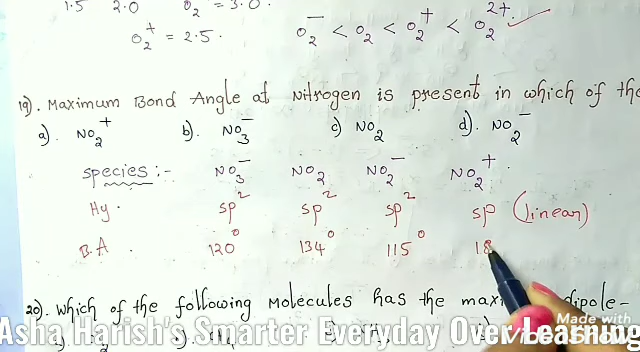 1.5 2.0 O₂ = 3.0
O₂⁺ = 2.5. O₂⁻ < O₂ < O₂⁺ < O₂²⁺
19). Maximum Bond Angle at Nitrogen is present in which of the
a). NO₂⁺ b). NO₃⁻ c) NO₂ d). NO₂⁻
Species:- NO₃⁻ NO₂ NO₂⁻ NO₂⁺
Hy. sp² sp² sp² sp (linear)
B.A 120° 134° 115° 18
20). Which of the following Molecules has the maxi dipole-
Made with
Asha Harish's Smarter Everyday Over Learning